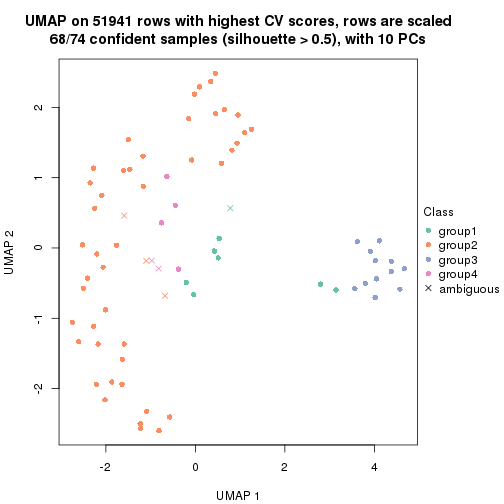 UMAP on 51941 rows with highest CV scores, rows are scaled
68/74 confident samples (silhouette > 0.5), with 10 PCs
2
1
0
-1
-2
UMAP 2
-2
0
2
4
UMAP 1
Class
group1
group2
group3
group4
ambiguous